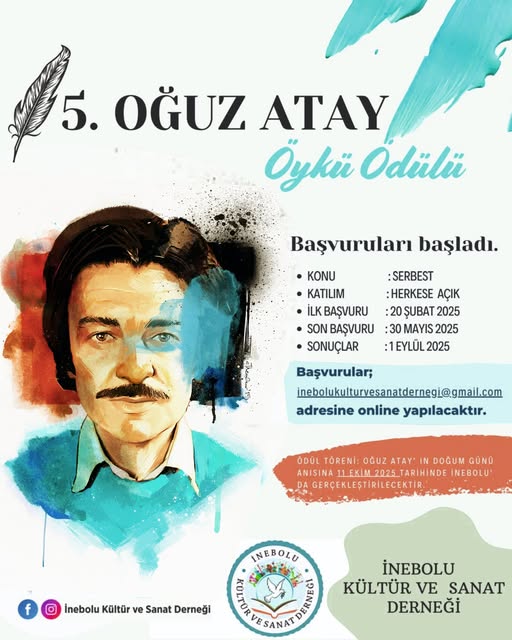 5. OĞUZ ATAY
Öykü Ödülü
Başvuruları başladı.
• KONU : SERBEST
• KATILIM : HERKESE AÇIK
• İLK BAŞVURU : 20 ŞUBAT 2025
• SON BAŞVURU : 30 MAYIS 2025
• SONUÇLAR : 1 EYLÜL 2025
Başvurular;
inebolukulturvesanatdernegi@gmail.com
adresine online yapılacaktır.
ÖDÜL TÖRENİ: OĞUZ ATAY' IN DOĞUM GÜNÜ
ANISINA 11 EKİM 2025 TARİHİNDE İNEBOLU'
DA GERÇEKLEŞTİRİLECEKTİR.
İNEBOLU
KÜLTÜR VE SANAT DERNEĞİ
İNEBOLU
KÜLTÜR VE SANAT
DERNEĞİ
İnebolu Kültür ve Sanat Derneği